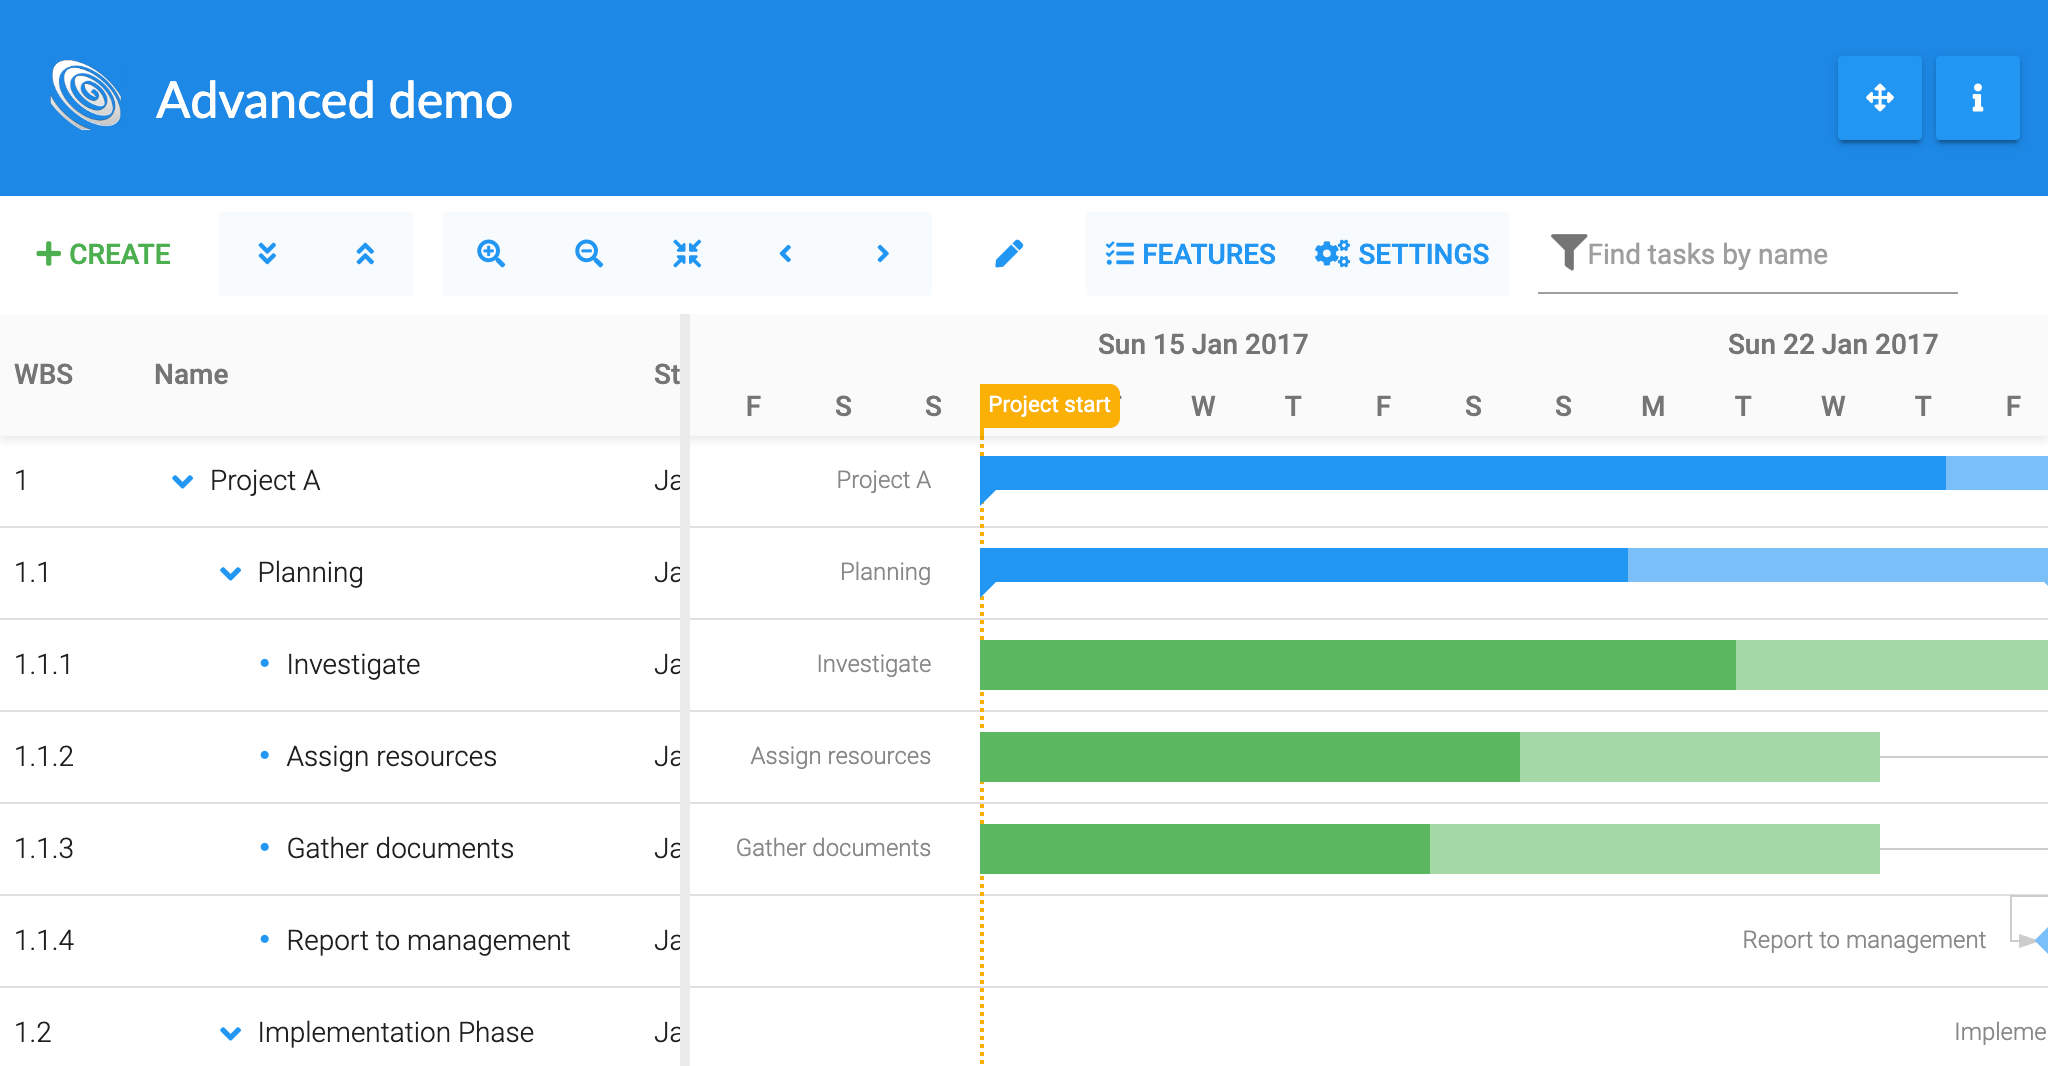 Advanced demo
CREATE
FEATURES
SETTINGS
Find tasks by name
WBS Name St
Sun 15 Jan 2017 Sun 22 Jan 2017
F S S Project start W T F S S M T W T F
1 Project A Ja Project A
1.1 Planning Ja Planning
1.1.1 Investigate Ja Investigate
1.1.2 Assign resources Ja Assign resources
1.1.3 Gather documents Ja Gather documents
1.1.4 Report to management Ja Report to management
1.2 Implementation Phase Ja Impleme